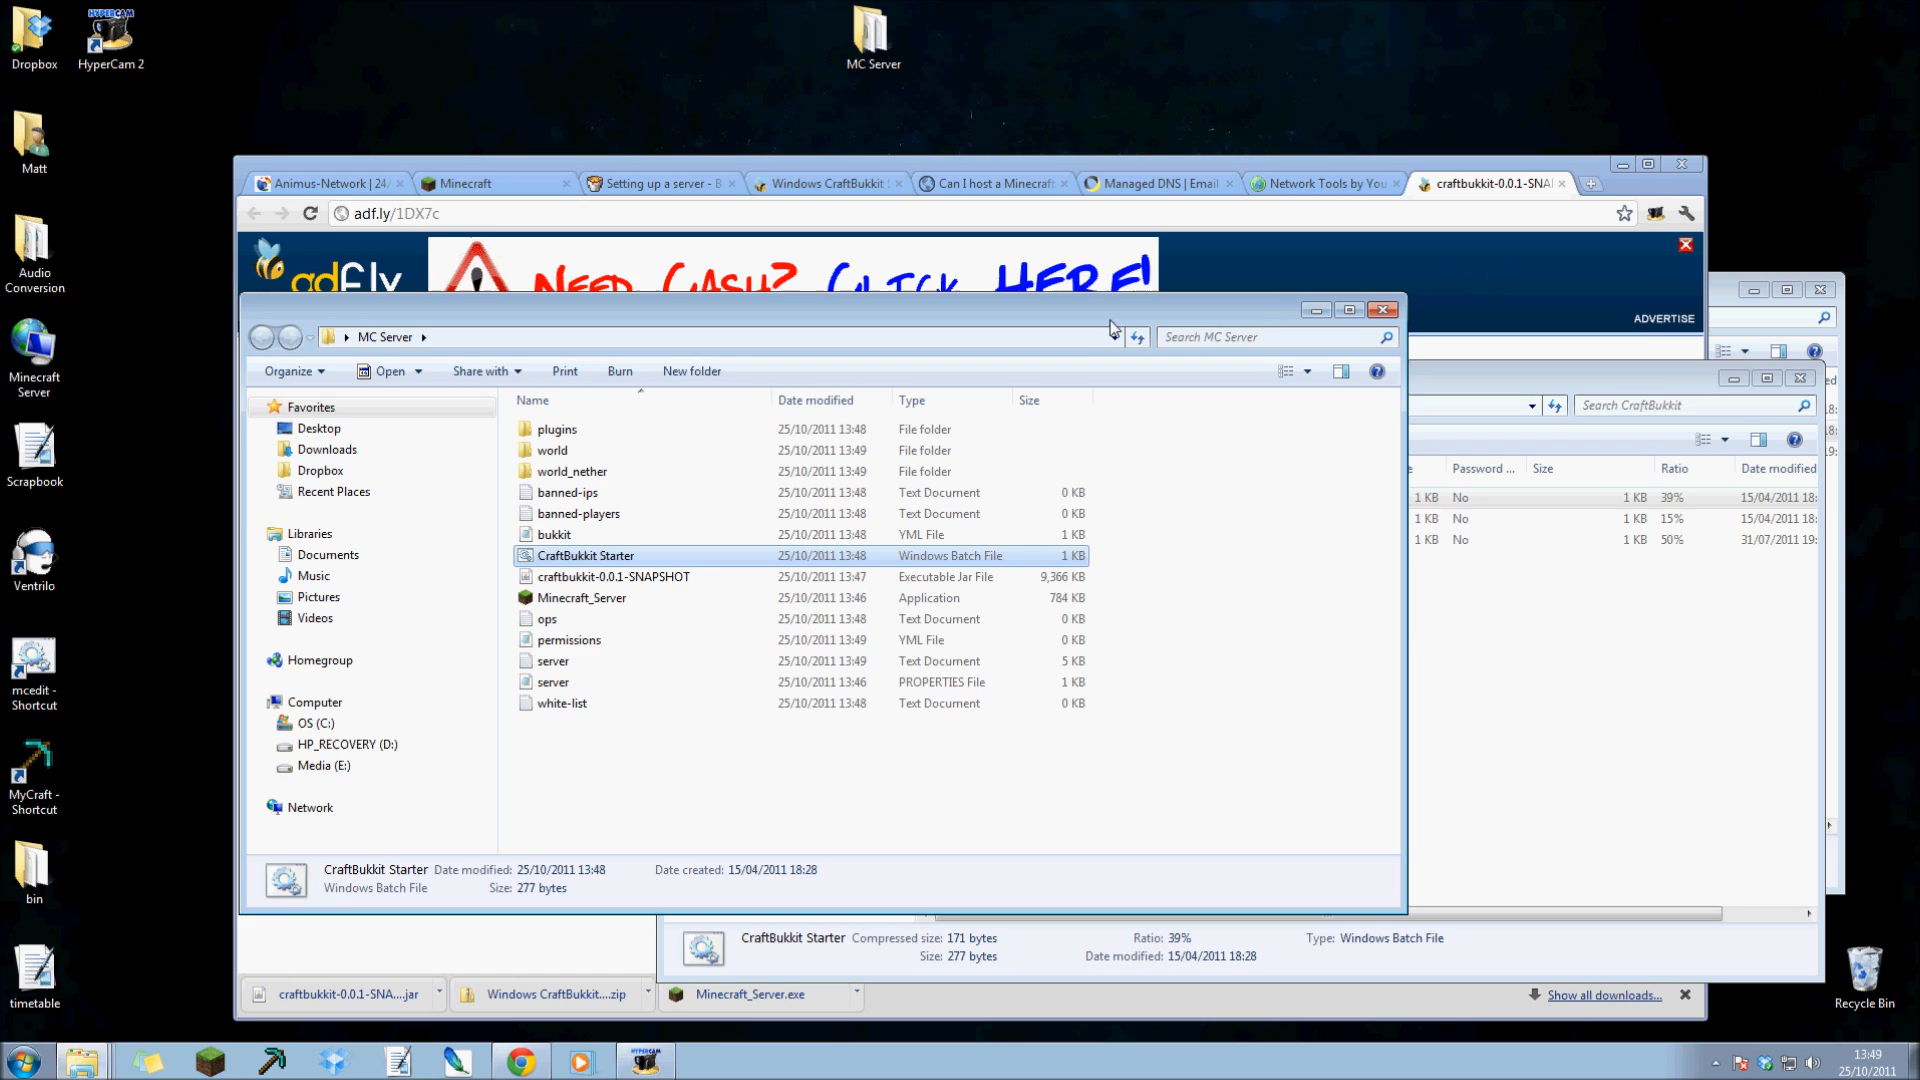 Dropbox
HyperCam 2
MC Server
Matt
Audio
Conversion
Minecraft
Server
Scrapbook
Ventrilo
mcedit -
Shortcut
MyCraft -
Shortcut
bin
timetable
Recycle Bin
Animus-Network | 24/
Minecraft
Setting up a server - B
Windows CraftBukkit
Can I host a Minecraft
Managed DNS | Email
Network Tools by You
craftbukkit-0.0.1-SNA
adf.ly/1DX7c
adfly
NEED CASH? CLICK HERE!
ADVERTISE
MC Server
Search MC Server
Organize
Open
Share with
Print
Burn
New folder
Favorites
Desktop
Downloads
Dropbox
Recent Places
Libraries
Documents
Music
Pictures
Videos
Homegroup
Computer
OS (C:)
HP_RECOVERY (D:)
Media (E:)
Network
Name Date modified Type Size
plugins 25/10/2011 13:48 File folder
world 25/10/2011 13:49 File folder
world_nether 25/10/2011 13:49 File folder
banned-ips 25/10/2011 13:48 Text Document 0 KB
banned-players 25/10/2011 13:48 Text Document 0 KB
bukkit 25/10/2011 13:48 YML File 1 KB
CraftBukkit Starter 25/10/2011 13:48 Windows Batch File 1 KB
craftbukkit-0.0.1-SNAPSHOT 25/10/2011 13:47 Executable Jar File 9,366 KB
Minecraft_Server 25/10/2011 13:46 Application 784 KB
ops 25/10/2011 13:48 Text Document 0 KB
permissions 25/10/2011 13:49 YML File 0 KB
server 25/10/2011 13:49 Text Document 5 KB
server 25/10/2011 13:46 PROPERTIES File 1 KB
white-list 25/10/2011 13:48 Text Document 0 KB
CraftBukkit Starter Date modified: 25/10/2011 13:48 Date created: 15/04/2011 18:28
Windows Batch File Size: 277 bytes
Search CraftBukkit
Password ... Size Ratio Date modified
1 KB No 1 KB 39% 15/04/2011 18:
1 KB No 1 KB 15% 15/04/2011 18:
1 KB No 1 KB 50% 31/07/2011 19:
CraftBukkit Starter Compressed size: 171 bytes Ratio: 39% Type: Windows Batch File
Size: 277 bytes Date modified: 15/04/2011 18:28
craftbukkit-0.0.1-SNA....jar
Windows CraftBukkit....zip
Minecraft_Server.exe
Show all downloads...
HYPERCAM
13:49
25/10/2011